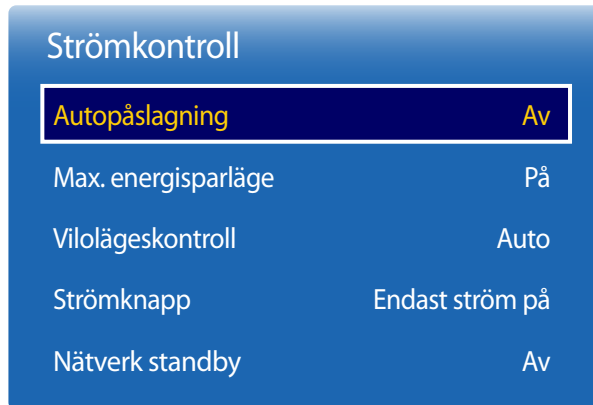 Strömkontroll
Autopåslagning Av
Max. energisparläge På
Vilolägeskontroll Auto
Strömknapp Endast ström på
Nätverk standby Av